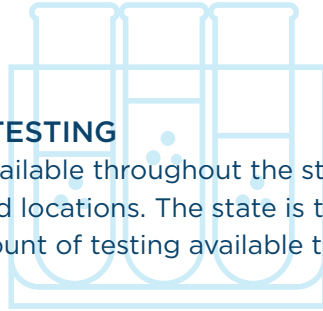 TESTING
ailable throughout the st
d locations. The state is t
ount of testing available t